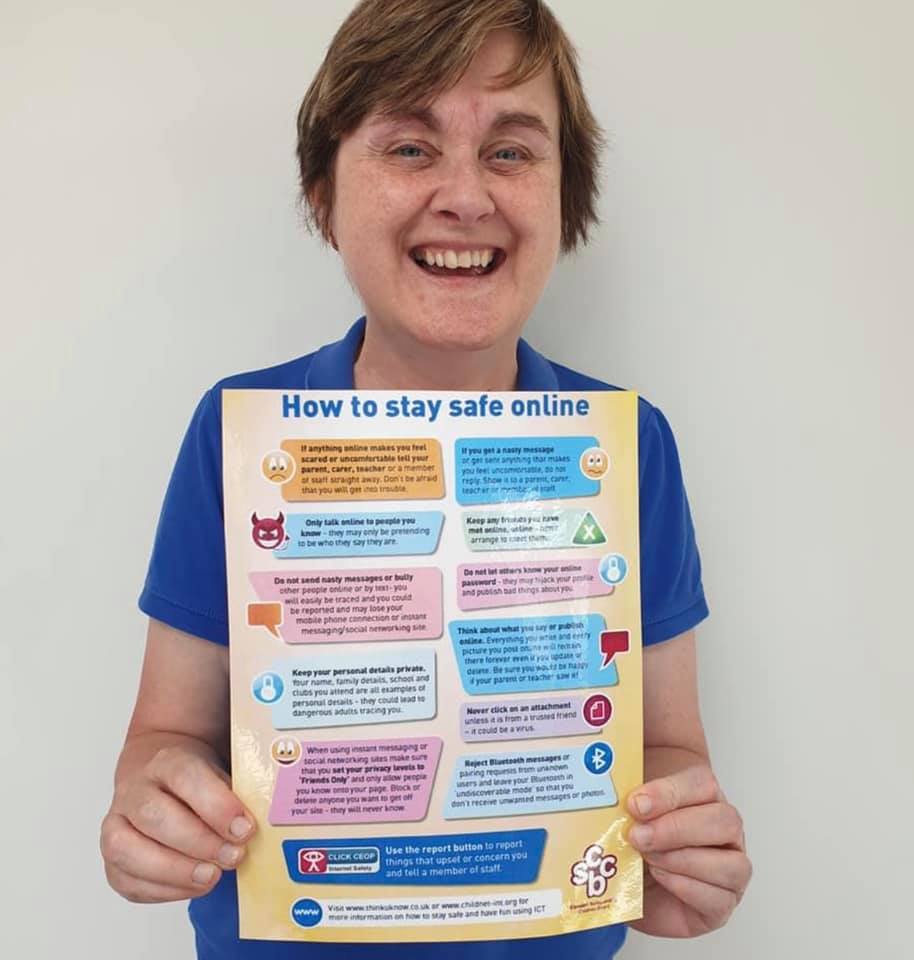 How to stay safe online
If anything online makes you feel
scared or uncomfortable tell your
parent, carer, teacher or a member
of staff straight away. Don't be afraid
that you will get into trouble.
If you get a nasty message
or get sent anything that makes
you feel uncomfortable, do not
reply. Show it to a parent, carer,
teacher or member of staff.
Only talk online to people you
know - they may only be pretending
to be who they say they are.
Keep any friends you have
met online, online - don't
arrange to meet them.
X
Do not send nasty messages or bully
other people online or by text- you
will easily be traced and you could
be reported and may lose your
mobile phone connection or instant
messaging/social networking site.
Do not let others know your online
password - they may hijack your profile
and publish bad things about you.
Think about what you say or publish
online. Everything you write and every
picture you post online will remain
there forever even if you update or
delete. Be sure you would be happy
if your parent or teacher saw it!
Keep your personal details private.
Your name, family details, school and
clubs you attend are all examples of
personal details - they could lead to
dangerous adults tracing you.
Never click on an attachment
unless it is from a trusted friend
- it could be a virus.
When using instant messaging or
social networking sites make sure
that you set your privacy levels to
'Friends Only' and only allow people
you know onto your page. Block or
delete anyone you want to get off
your site - they will never know.
Reject Bluetooth messages or
pairing requests from unknown
users and leave your Bluetooth in
'undiscoverable mode' so that you
don't receive unwanted messages or photos.
CLICK CEOP
Internet Safety
Use the report button to report
things that upset or concern you
and tell a member of staff.
www
Visit www.thinkuknow.co.uk or www.childnet-int.org for
more information on how to stay safe and have fun using ICT
SCCB